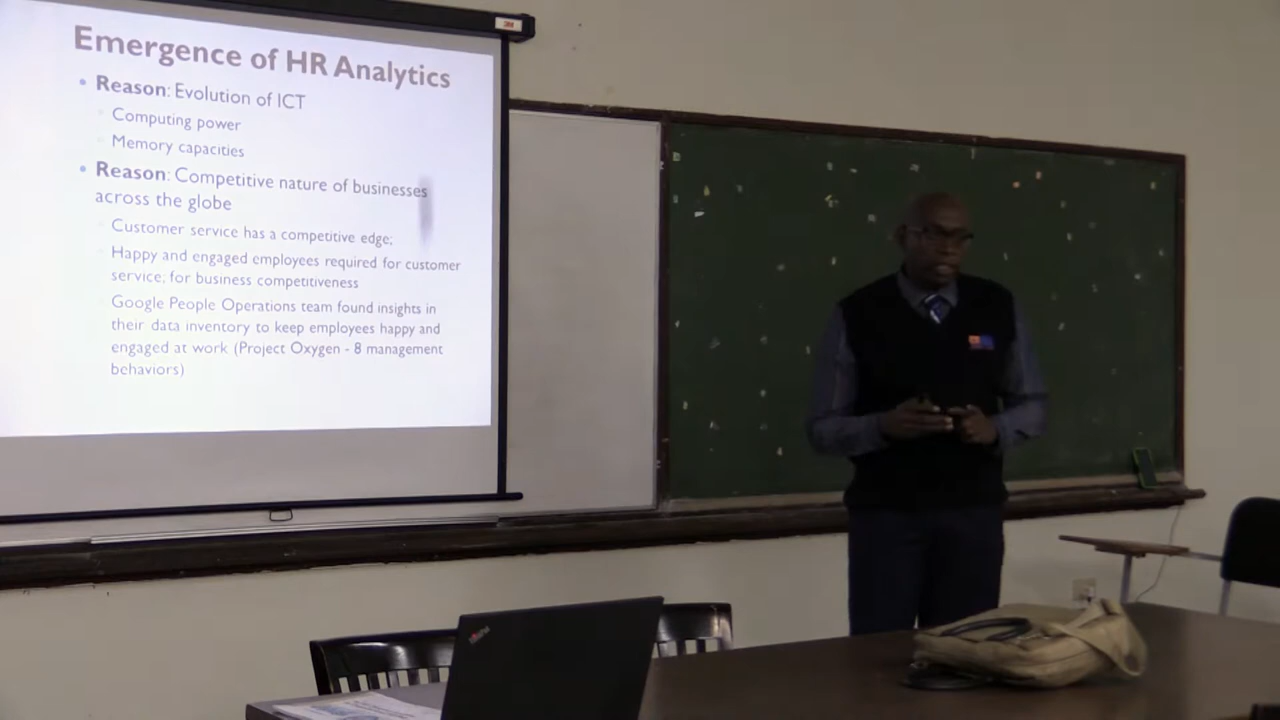 3M
Emergence of HR Analytics
• Reason: Evolution of ICT
Computing power
Memory capacities
• Reason: Competitive nature of businesses
across the globe
Customer service has a competitive edge;
Happy and engaged employees required for customer
service; for business competitiveness
Google People Operations team found insights in
their data inventory to keep employees happy and
engaged at work (Project Oxygen - 8 management
behaviors)